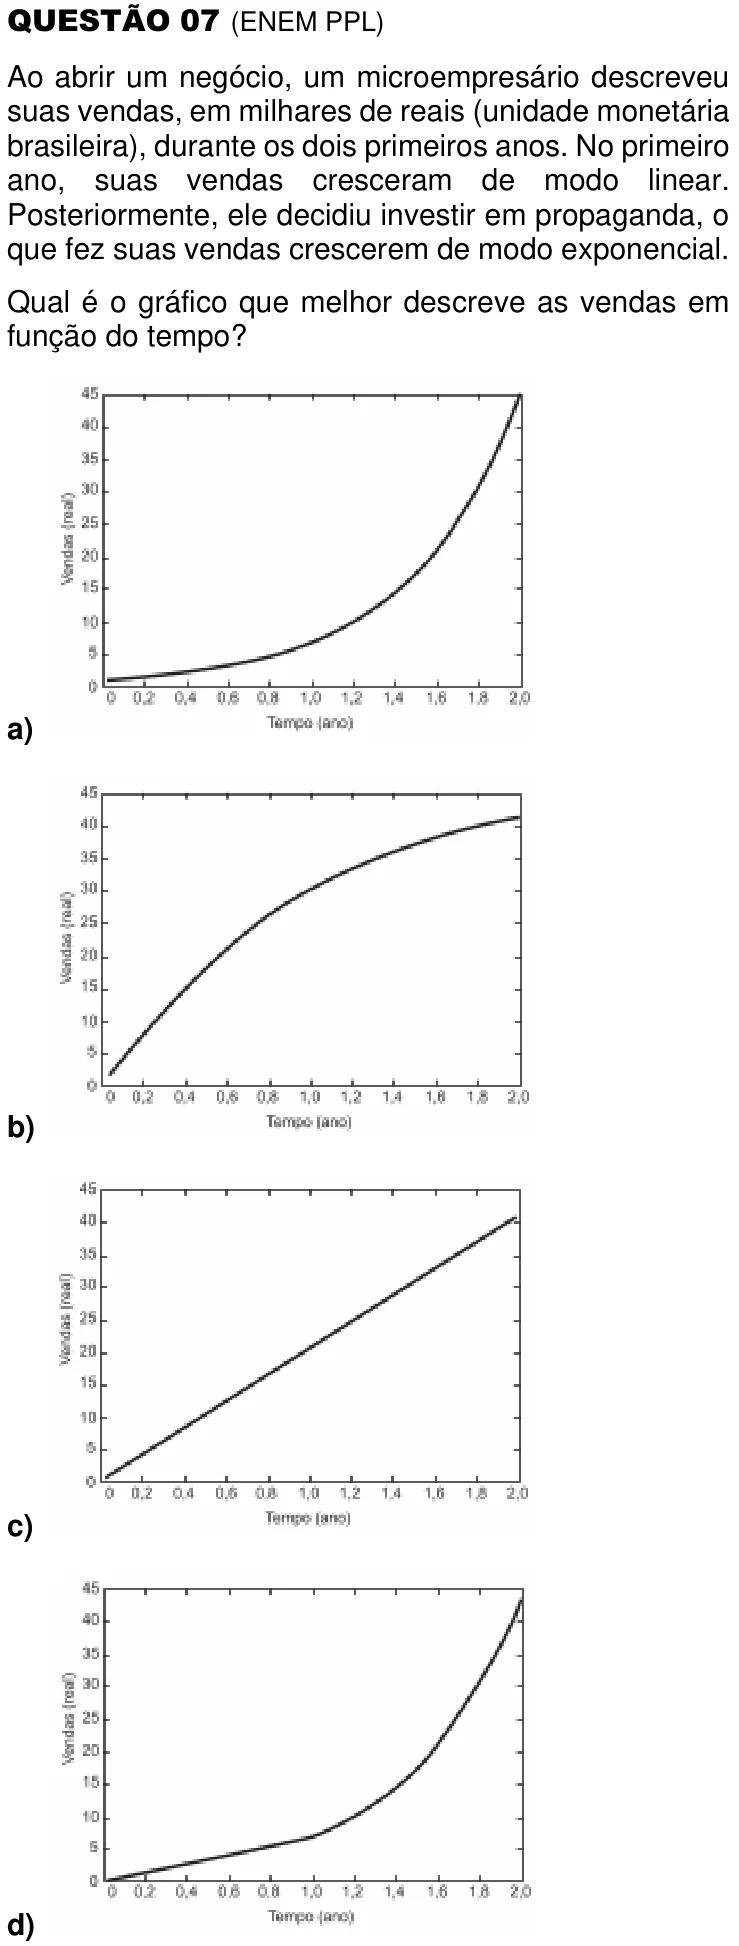 QUESTÃO 07 (ENEM PPL)
Ao abrir um negócio, um microempresário descreveu
suas vendas, em milhares de reais (unidade monetária
brasileira), durante os dois primeiros anos. No primeiro
ano, suas vendas cresceram de modo linear.
Posteriormente, ele decidiu investir em propaganda, o
que fez suas vendas crescerem de modo exponencial.
Qual é o gráfico que melhor descreve as vendas em
função do tempo?
45
40
35
30
25
20
15
10
5
0
Vendas (real)
0 0,2 0,4 0,6 0,8 1,0 1,2 1,4 1,6 1,8 2,0
Tempo (ano)
a)
45
40
35
30
25
20
15
10
5
0
Vendas (real)
0 0,2 0,4 0,6 0,8 1,0 1,2 1,4 1,6 1,8 2,0
Tempo (ano)
b)
45
40
35
30
25
20
15
10
5
0
Vendas (real)
0 0,2 0,4 0,6 0,8 1,0 1,2 1,4 1,6 1,8 2,0
Tempo (ano)
c)
45
40
35
30
25
20
15
10
5
0
Vendas (real)
0 0,2 0,4 0,6 0,8 1,0 1,2 1,4 1,6 1,8 2,0
Tempo (ano)
d)